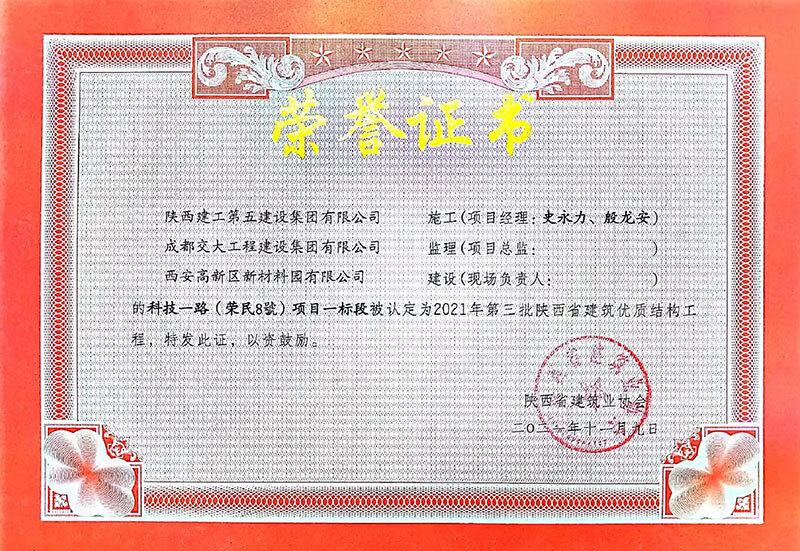 荣誉证书
陕西建工第五建设集团有限公司 施工(项目经理:史永力、殷龙安)
成都交大工程建设集团有限公司 监理(项目总监: )
西安高新区新材料园有限公司 建设(现场负责人: )
的科技一路(荣民8號)项目一标段被认定为2021年第三批陕西省建筑优质结构工
程,特发此证,以资鼓励。
陕西省建筑业协会
二〇二一年十一月九日